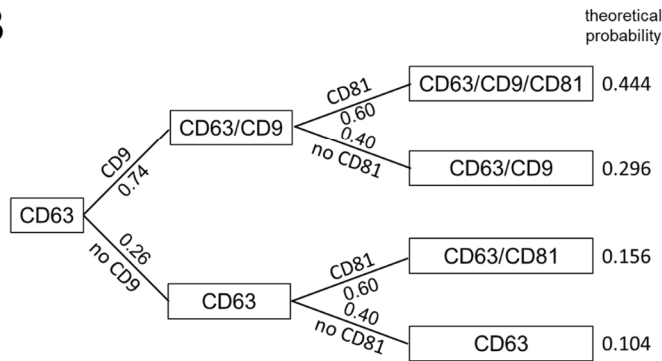 B
theoretical
probability
CD63
CD9
0.74
0.26
no CD9
CD63/CD9
CD81
0.60
0.40
no CD81
CD63/CD9/CD81
0.444
CD63/CD9
0.296
CD63
CD81
0.60
0.40
no CD81
CD63/CD81
0.156
CD63
0.104